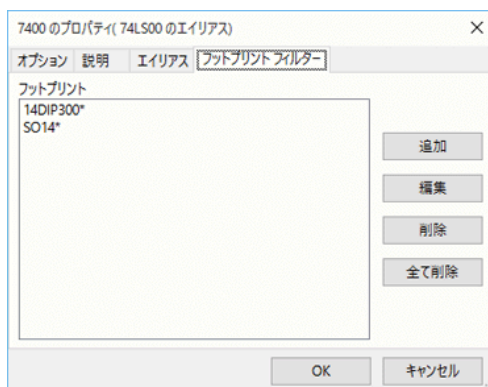 7400 のプロパティ( 74LS00 のエイリアス)
オプション 説明 エイリアス フットプリント フィルター
フットプリント
14DIP300*
SO14*
追加
編集
削除
全て削除
OK キャンセル